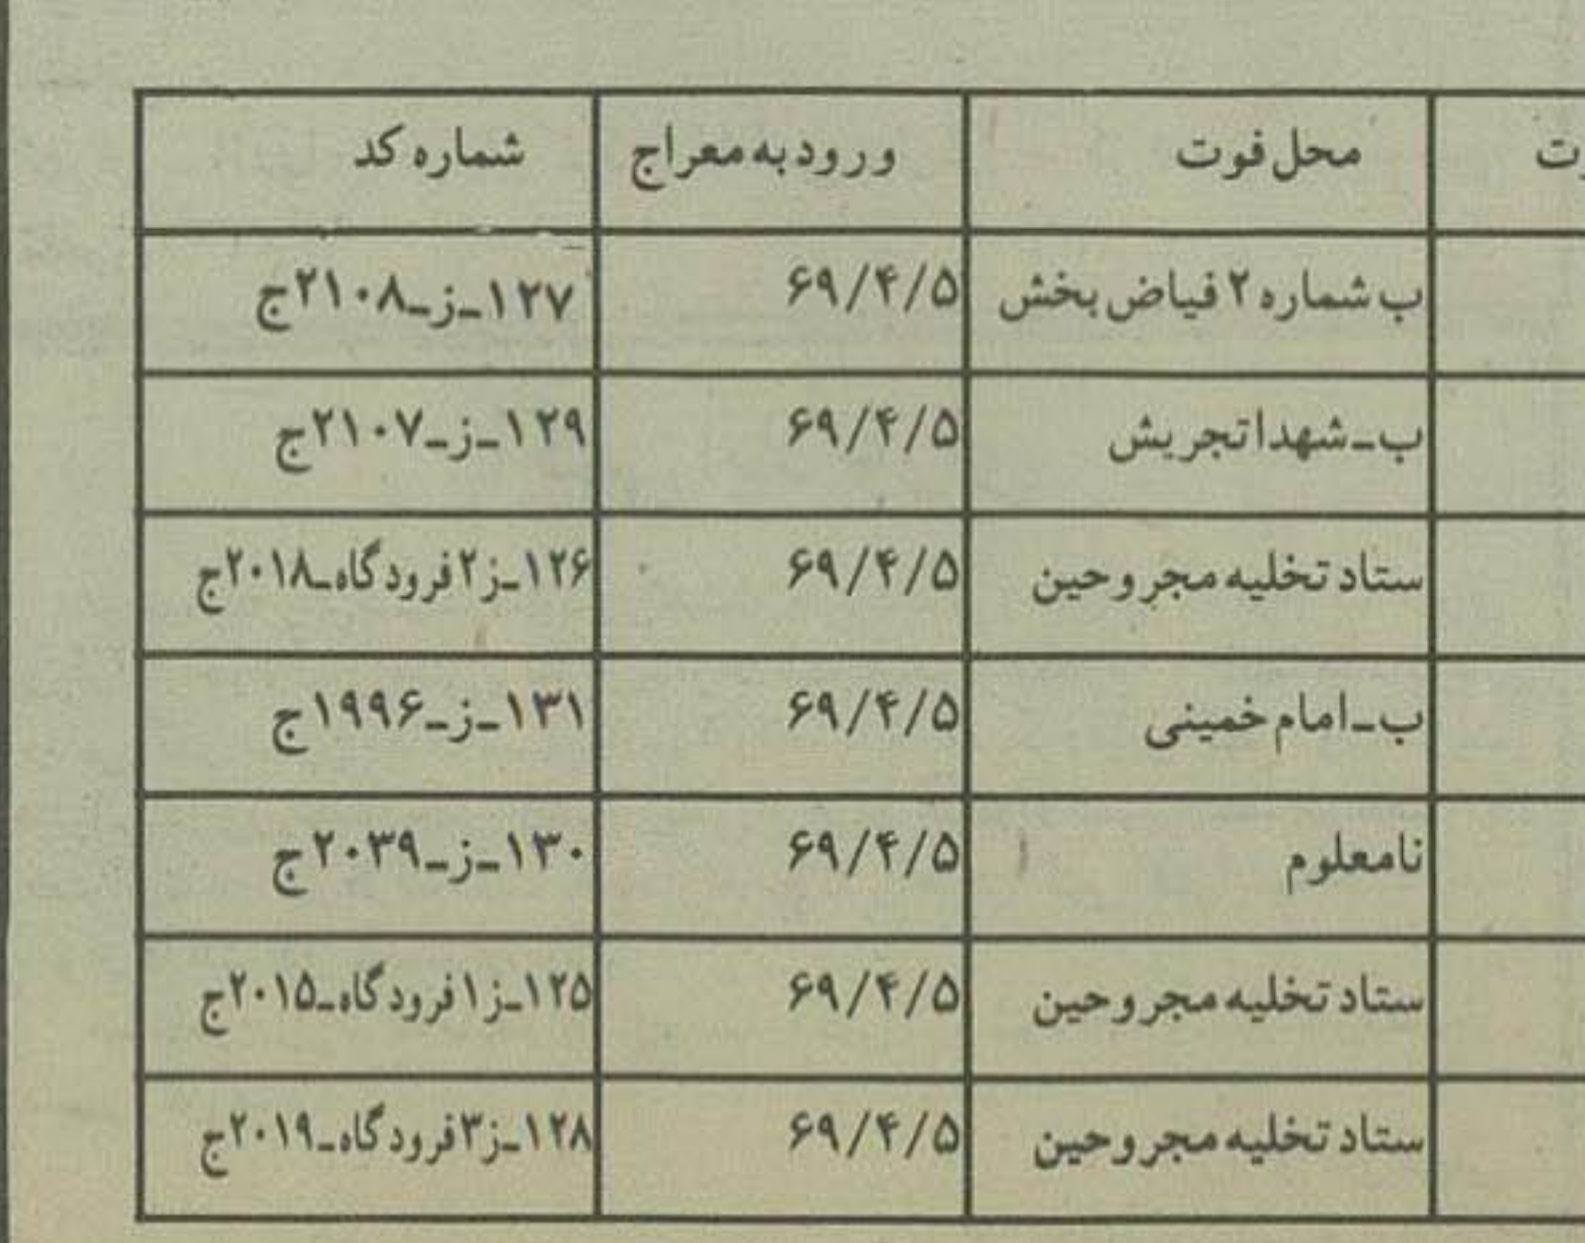 محل فوت ورود به معراج شماره کد
ب شماره ۲ فیاض بخش ۶۹/۴/۵ ۱۲۷ـزـ۲۱۰۸ج
ب‌ـشهدا تجریش ۶۹/۴/۵ ۱۲۹ـزـ۲۱۰۷ج
ستاد تخلیه مجروحین ۶۹/۴/۵ ۱۲۶ـز۲ فرودگاه‌ـ۲۰۱۸ج
ب‌ـامام خمینی ۶۹/۴/۵ ۱۳۱ـزـ۱۹۹۶ج
نامعلوم ۶۹/۴/۵ ۱۳۰ـزـ۲۰۳۹ج
ستاد تخلیه مجروحین ۶۹/۴/۵ ۱۲۵ـز۱ فرودگاه‌ـ۲۰۱۵ج
ستاد تخلیه مجروحین ۶۹/۴/۵ ۱۲۸ـز۳ فرودگاه‌ـ۲۰۱۹ج